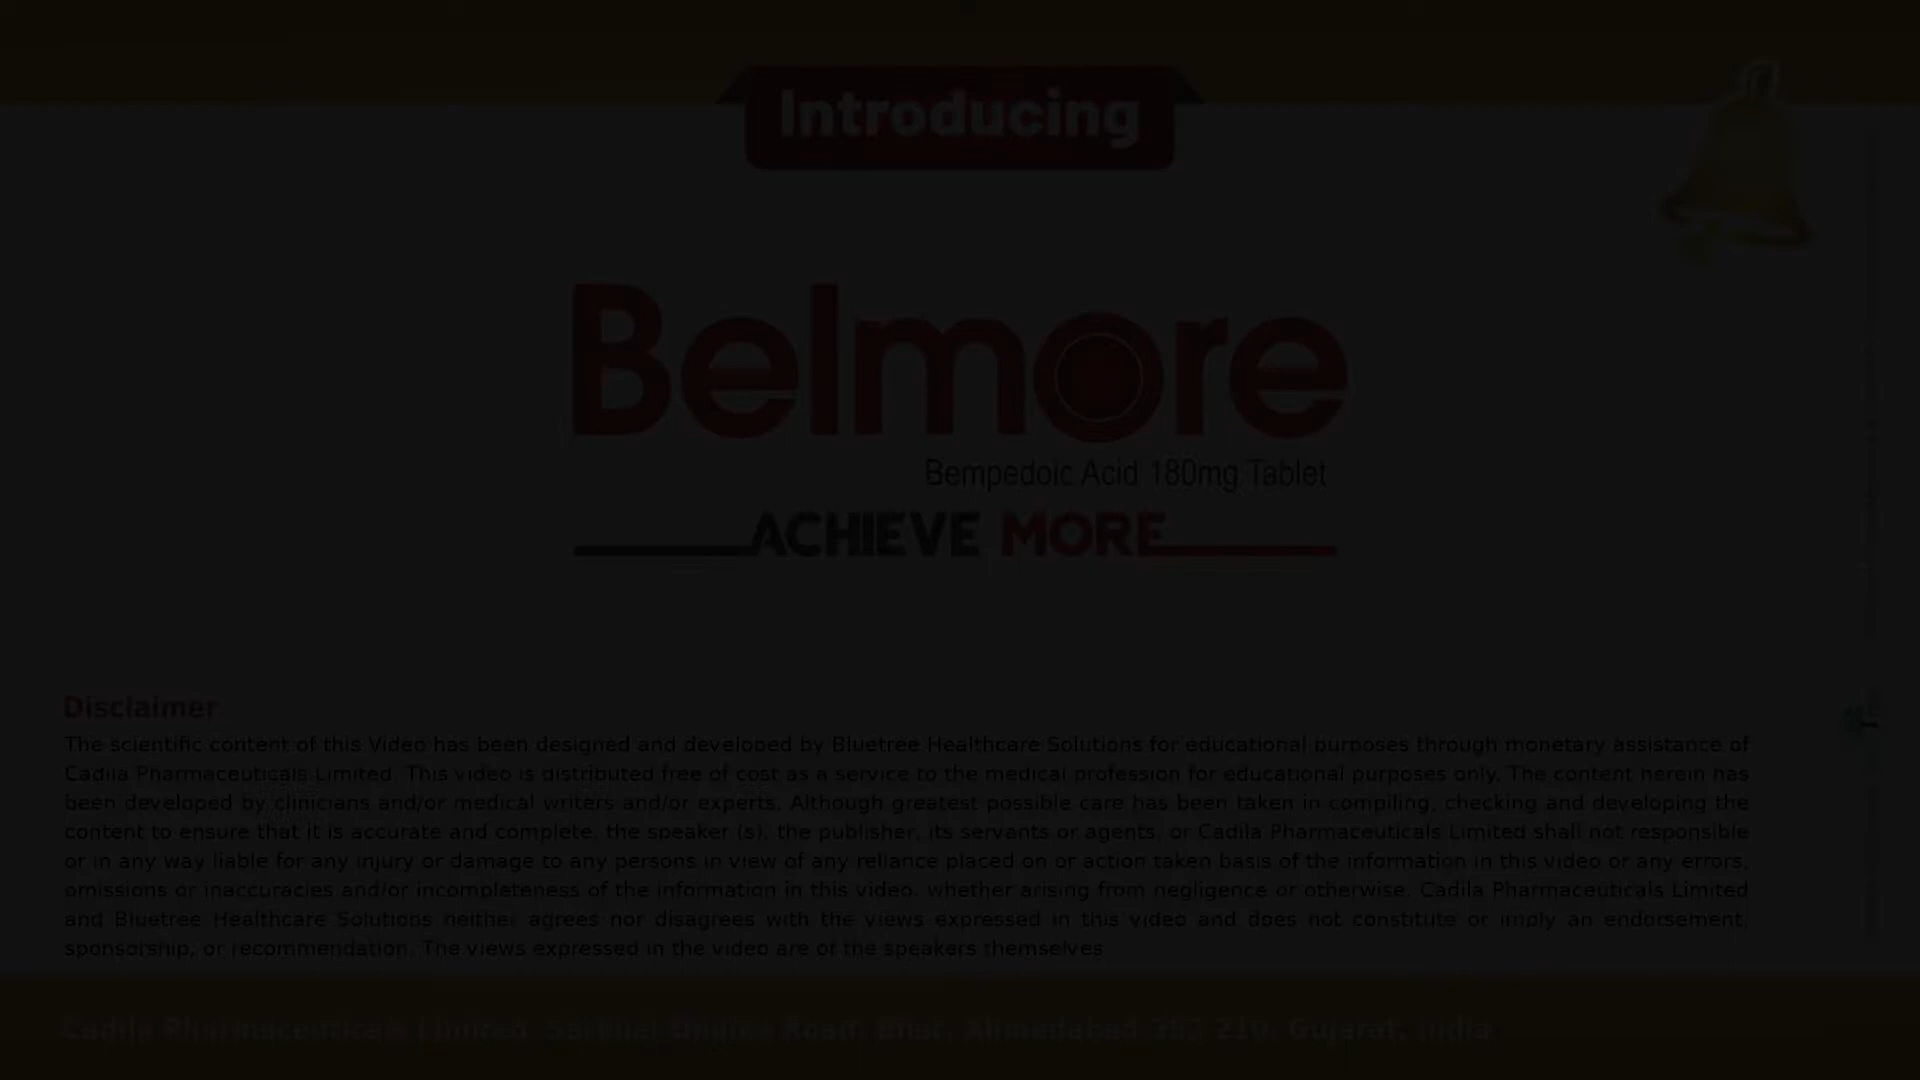 Introducing
Belmore
Bempedoic Acid 180mg Tablet
ACHIEVE MORE
Disclaimer
The scientific content of this Video has been designed and developed by Bluetree Healthcare Solutions for educational purposes through monetary assistance of
Cadila Pharmaceuticals Limited. This video is distributed free of cost as a service to the medical profession for educational purposes only. The content herein has
been developed by clinicians and/or medical writers and/or experts. Although greatest possible care has been taken in compiling, checking and developing the
content to ensure that it is accurate and complete, the speaker (s), the publisher, its servants or agents, or Cadila Pharmaceuticals Limited shall not responsible
or in any way liable for any injury or damage to any persons in view of any reliance placed on or action taken basis of the information in this video or any errors,
omissions or inaccuracies and/or incompleteness of the information in this video, whether arising from negligence or otherwise. Cadila Pharmaceuticals Limited
and Bluetree Healthcare Solutions neither agrees nor disagrees with the views expressed in this video and does not constitute or imply an endorsement,
sponsorship, or recommendation. The views expressed in the video are of the speakers themselves
Cadila Pharmaceuticals Limited, Road, Ahmedabad 382 210, Gujarat, India